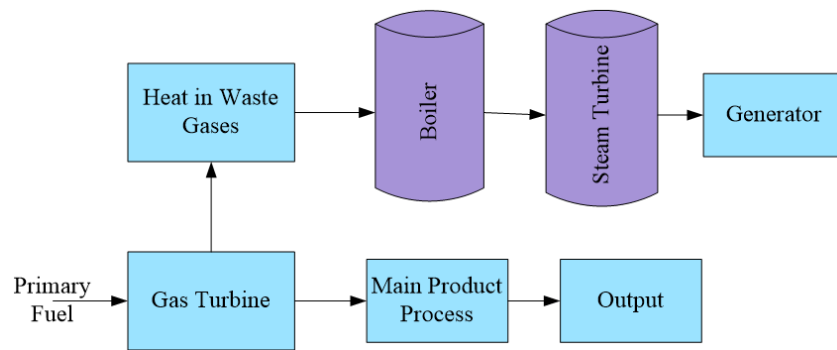 Heat in Waste
Gases
Boiler
Steam Turbine
Generator
Primary
Fuel
Gas Turbine
Main Product
Process
Output